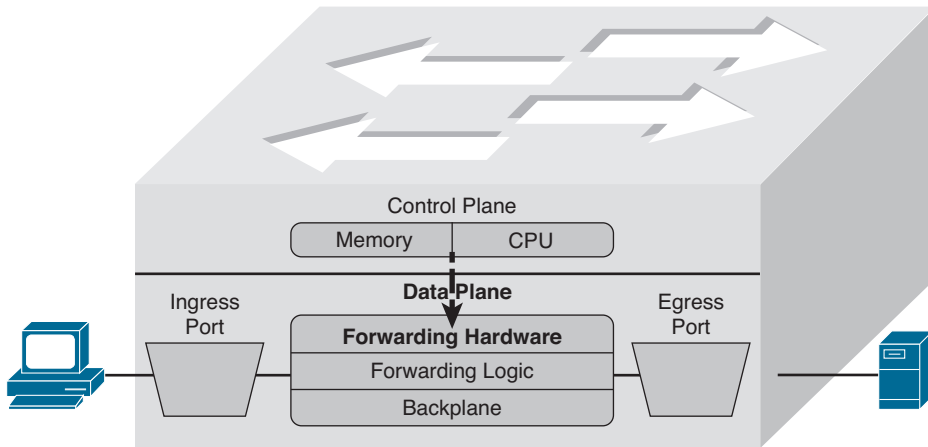 Control Plane
Memory CPU
Data Plane
Ingress
Port
Egress
Port
Forwarding Hardware
Forwarding Logic
Backplane